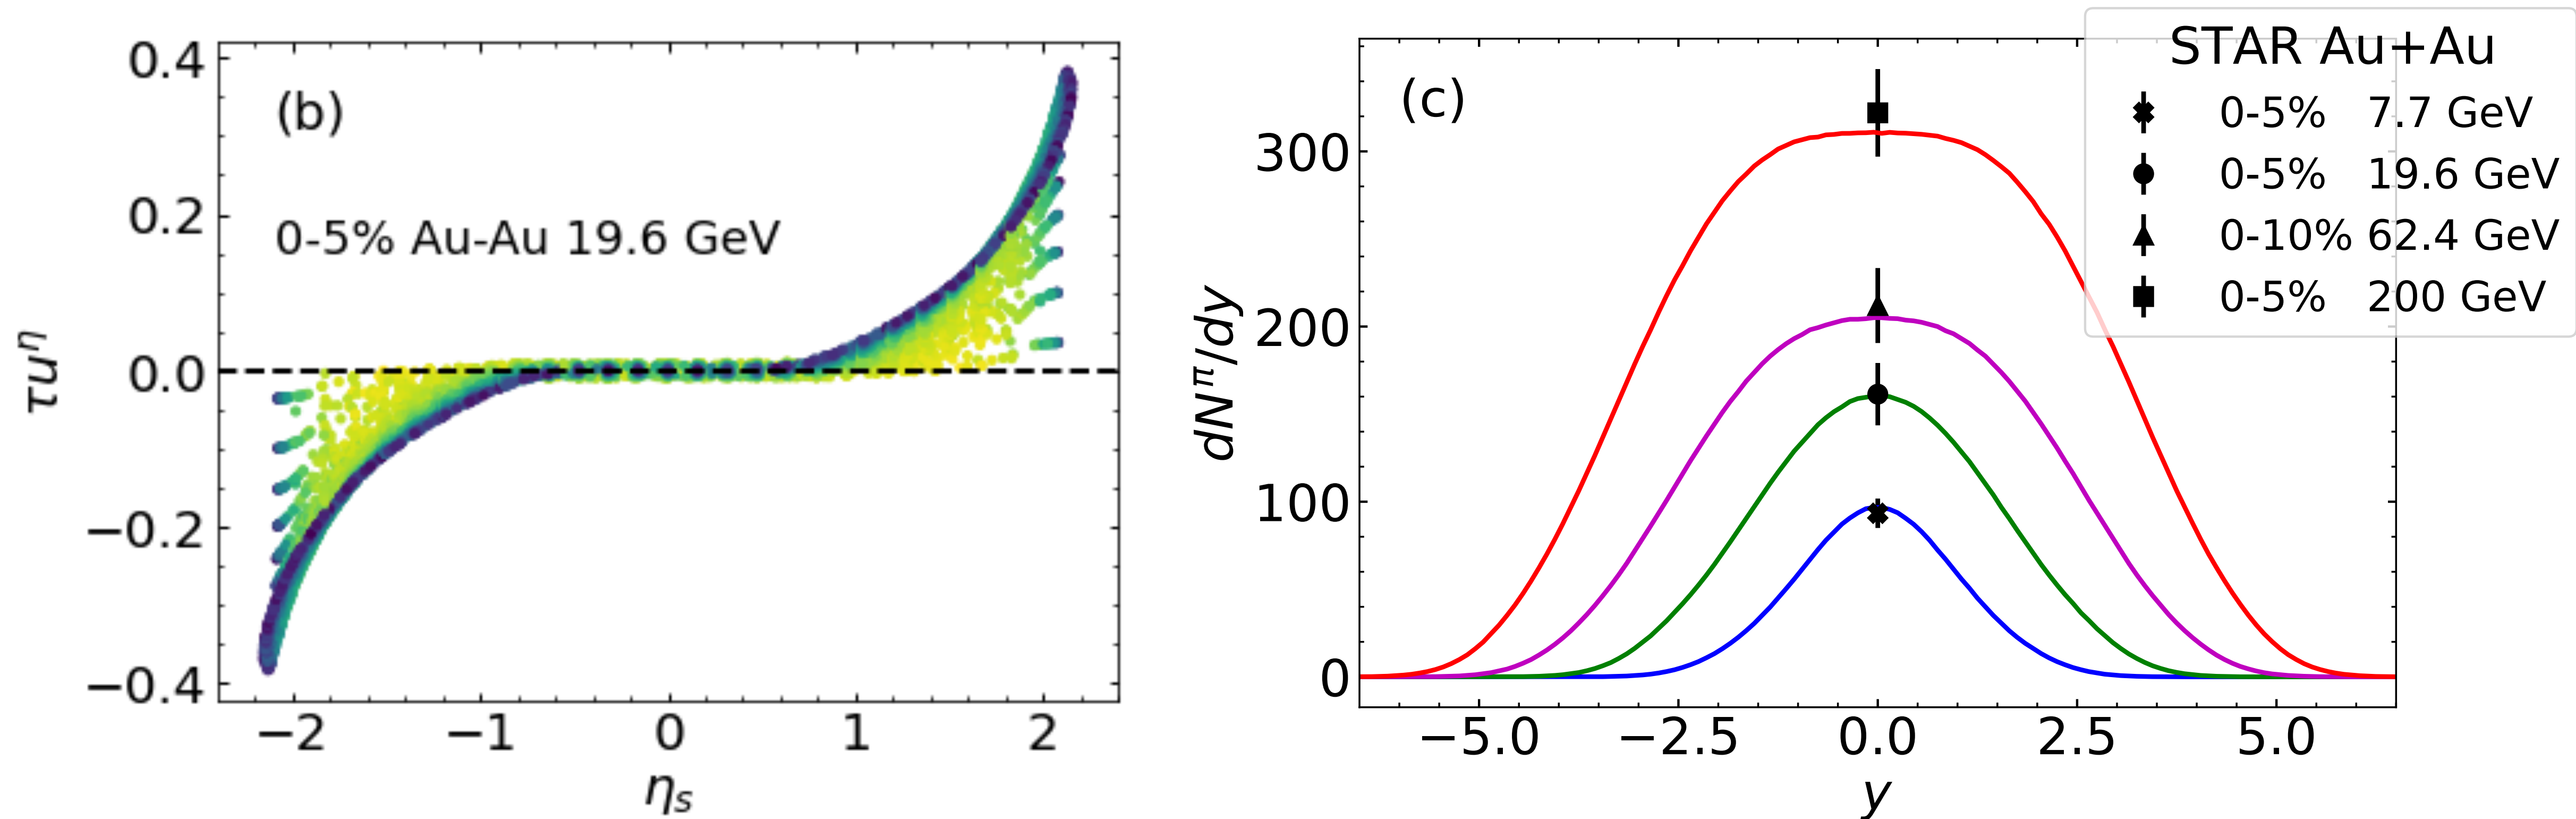 (b)
0-5% Au-Au 19.6 GeV
0.4
0.2
0.0
−0.2
−0.4
τu^η
−2 −1 0 1 2
η_s
(c)
STAR Au+Au
0-5% 7.7 GeV
0-5% 19.6 GeV
0-10% 62.4 GeV
0-5% 200 GeV
300
200
100
0
dN^π/dy
−5.0 −2.5 0.0 2.5 5.0
y